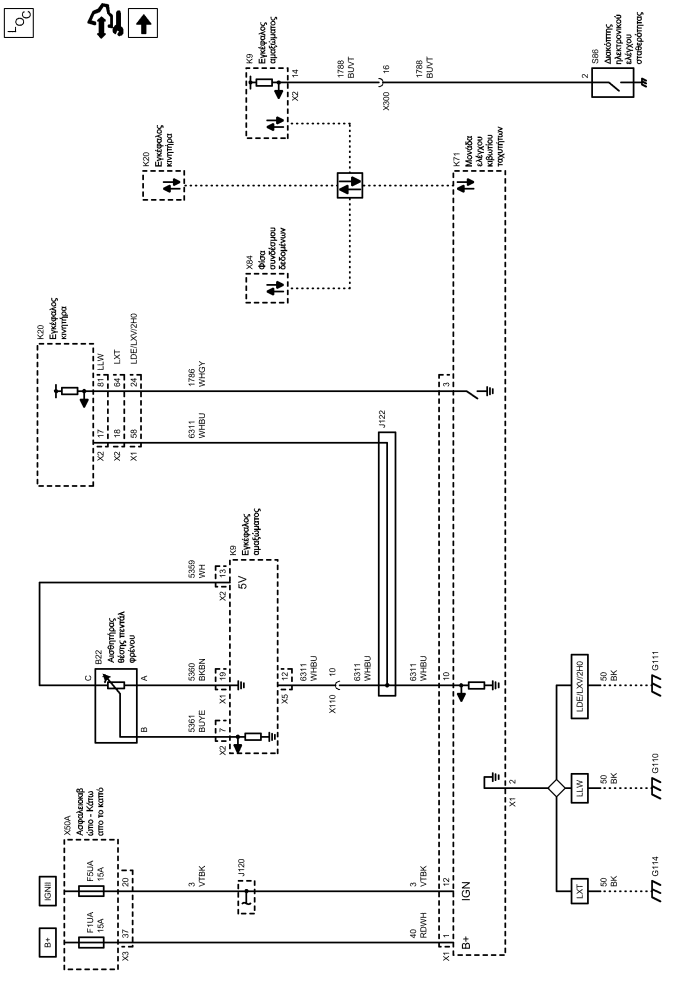 LOC
B+
IGNII
X50A
Ασφαλειοκιβ
ώτιο - Κάτω
απο το καπό
F1UA
15A
F5UA
15A
X3
37
20
B22
Αισθητήρας
θέσης πεντάλ
φρένου
C
B
A
5361
BUYE
5360
BKBN
5359
WH
X2
7
X1
19
X2
13
K9
Εγκέφαλος
αμαξώματος
5V
X5
12
6311
WHBU
X110
10
6311
WHBU
K20
Εγκέφαλος
κινητήρα
X2
17
81
LLW
X2
18
64
LXT
X1
58
24
LDE/LXV/2H0
6311
WHBU
1786
WHGY
J122
K20
Εγκέφαλος
κινητήρα
X84
Φίσα
συνδέσμου
δεδομένων
K9
Εγκέφαλος
αμαξώματος
X2
14
1788
BUVT
X300
16
1788
BUVT
2
S86
Διακόπτης
ηλεκτρονικού
ελέγχου
σταθερότητας
3
VTBK
J120
40
RDWH
3
VTBK
6311
WHBU
X1
1
12
10
3
K71
Μονάδα
ελέγχου
κιβωτίου
ταχυτήτων
B+
IGN
X1
2
LXT
LLW
LDE/LXV/2H0
50
BK
50
BK
50
BK
G114
G110
G111